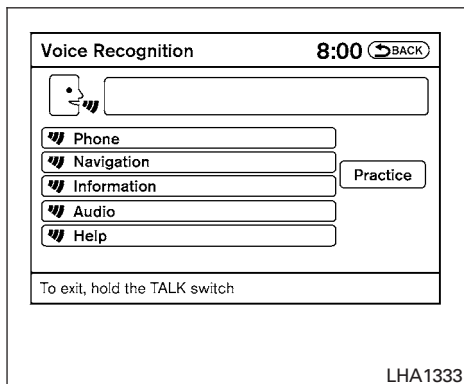 Voice Recognition 8:00 BACK
Phone
Navigation
Information
Practice
Audio
Help
To exit, hold the TALK switch
LHA1333